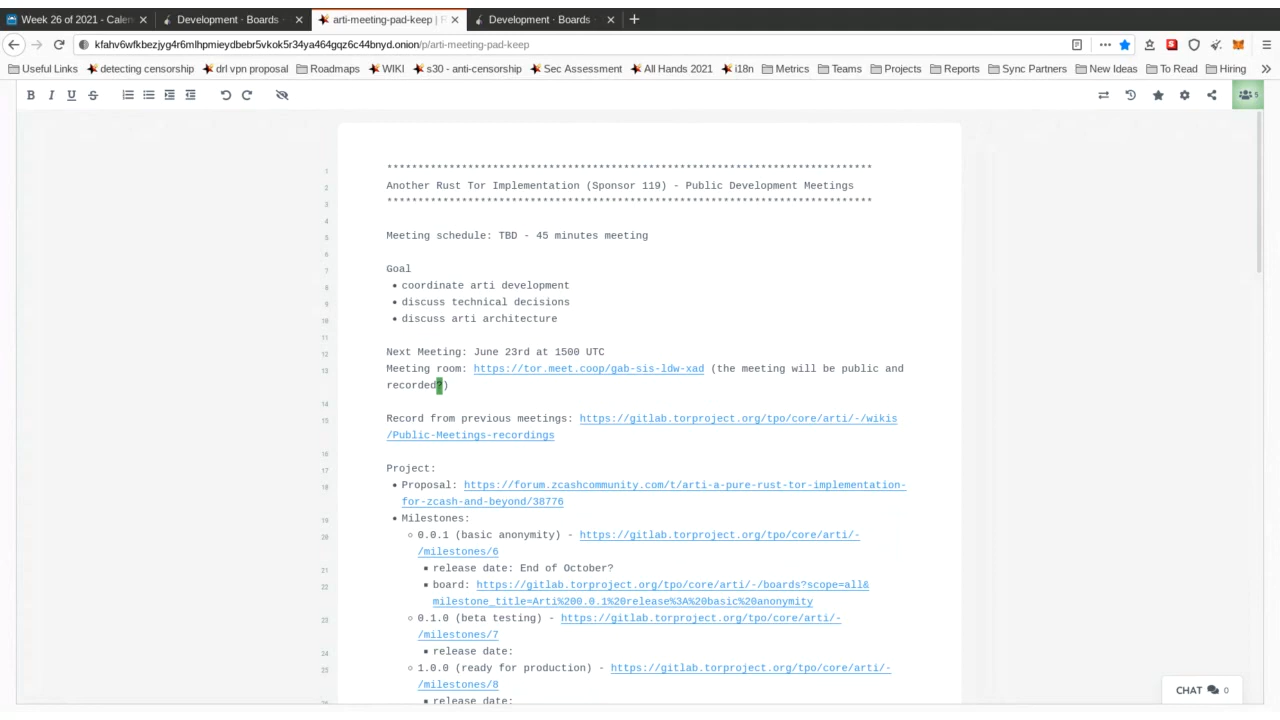 Week 26 of 2021 - Calen
Development · Boards
arti-meeting-pad-keep | R
Development · Boards
kfahv6wfkbezjyg4r6mlhpmieydbebr5vkok5r34ya464gqz6c44bnyd.onion/p/arti-meeting-pad-keep
Useful Links detecting censorship drl vpn proposal Roadmaps WIKI s30 - anti-censorship Sec Assessment All Hands 2021 i18n Metrics Teams Projects Reports Sync Partners New Ideas To Read Hiring
B I U S 5
1 *******************************************************************************
2 Another Rust Tor Implementation (Sponsor 119) - Public Development Meetings
3 *******************************************************************************
4
5 Meeting schedule: TBD - 45 minutes meeting
6
7 Goal
8 • coordinate arti development
9 • discuss technical decisions
10 • discuss arti architecture
11
12 Next Meeting: June 23rd at 1500 UTC
13 Meeting room: https://tor.meet.coop/gab-sis-ldw-xad (the meeting will be public and
recorded?)
14
15 Record from previous meetings: https://gitlab.torproject.org/tpo/core/arti/-/wikis
/Public-Meetings-recordings
16
17 Project:
18 • Proposal: https://forum.zcashcommunity.com/t/arti-a-pure-rust-tor-implementation-
for-zcash-and-beyond/38776
19 • Milestones:
20 ○ 0.0.1 (basic anonymity) - https://gitlab.torproject.org/tpo/core/arti/-
/milestones/6
21 ▪ release date: End of October?
22 ▪ board: https://gitlab.torproject.org/tpo/core/arti/-/boards?scope=all&
milestone_title=Arti%200.0.1%20release%3A%20basic%20anonymity
23 ○ 0.1.0 (beta testing) - https://gitlab.torproject.org/tpo/core/arti/-
/milestones/7
24 ▪ release date:
25 ○ 1.0.0 (ready for production) - https://gitlab.torproject.org/tpo/core/arti/-
/milestones/8
▪ release date:
CHAT 0